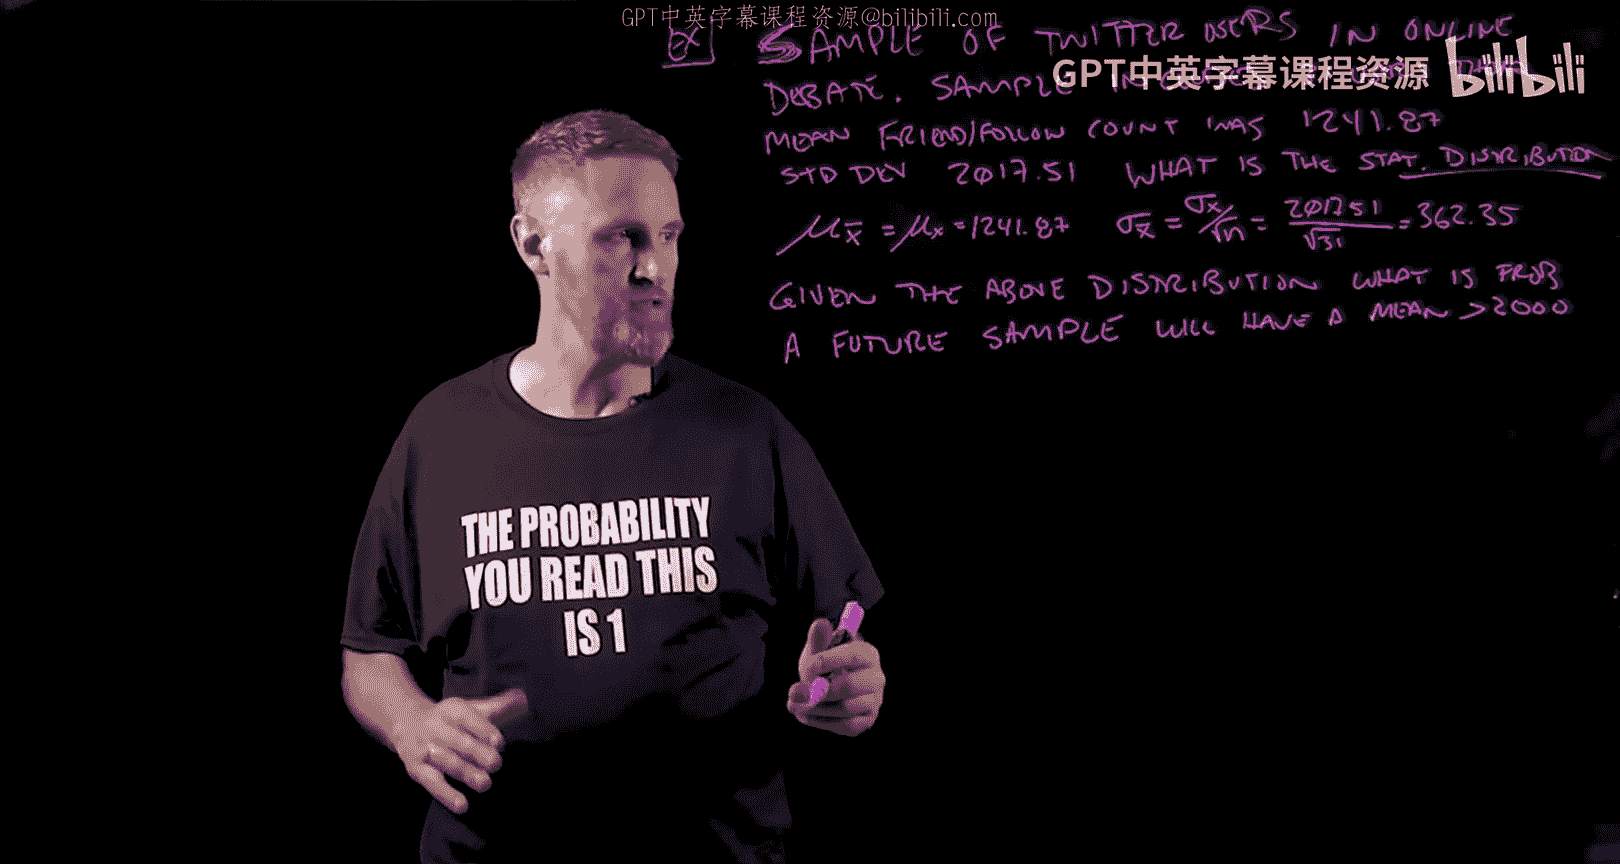 GPT中英字幕课程资源@bilibili.com
GPT中英字幕课程资源 bilibili
EX SAMPLE OF TWITTER USERS IN ONLINE
DEBATE. SAMPLE
MEAN FRIEND/FOLLOW COUNT WAS 1241.87
STD DEV 2017.51 WHAT IS THE STAT. DISTRIBUTION
μx̄ = μx = 1241.87 σx̄ = σx/√n = 2017.51/√31 = 362.35
GIVEN THE ABOVE DISTRIBUTION WHAT IS PROB
A FUTURE SAMPLE WILL HAVE A MEAN >2000
THE PROBABILITY
YOU READ THIS
IS 1